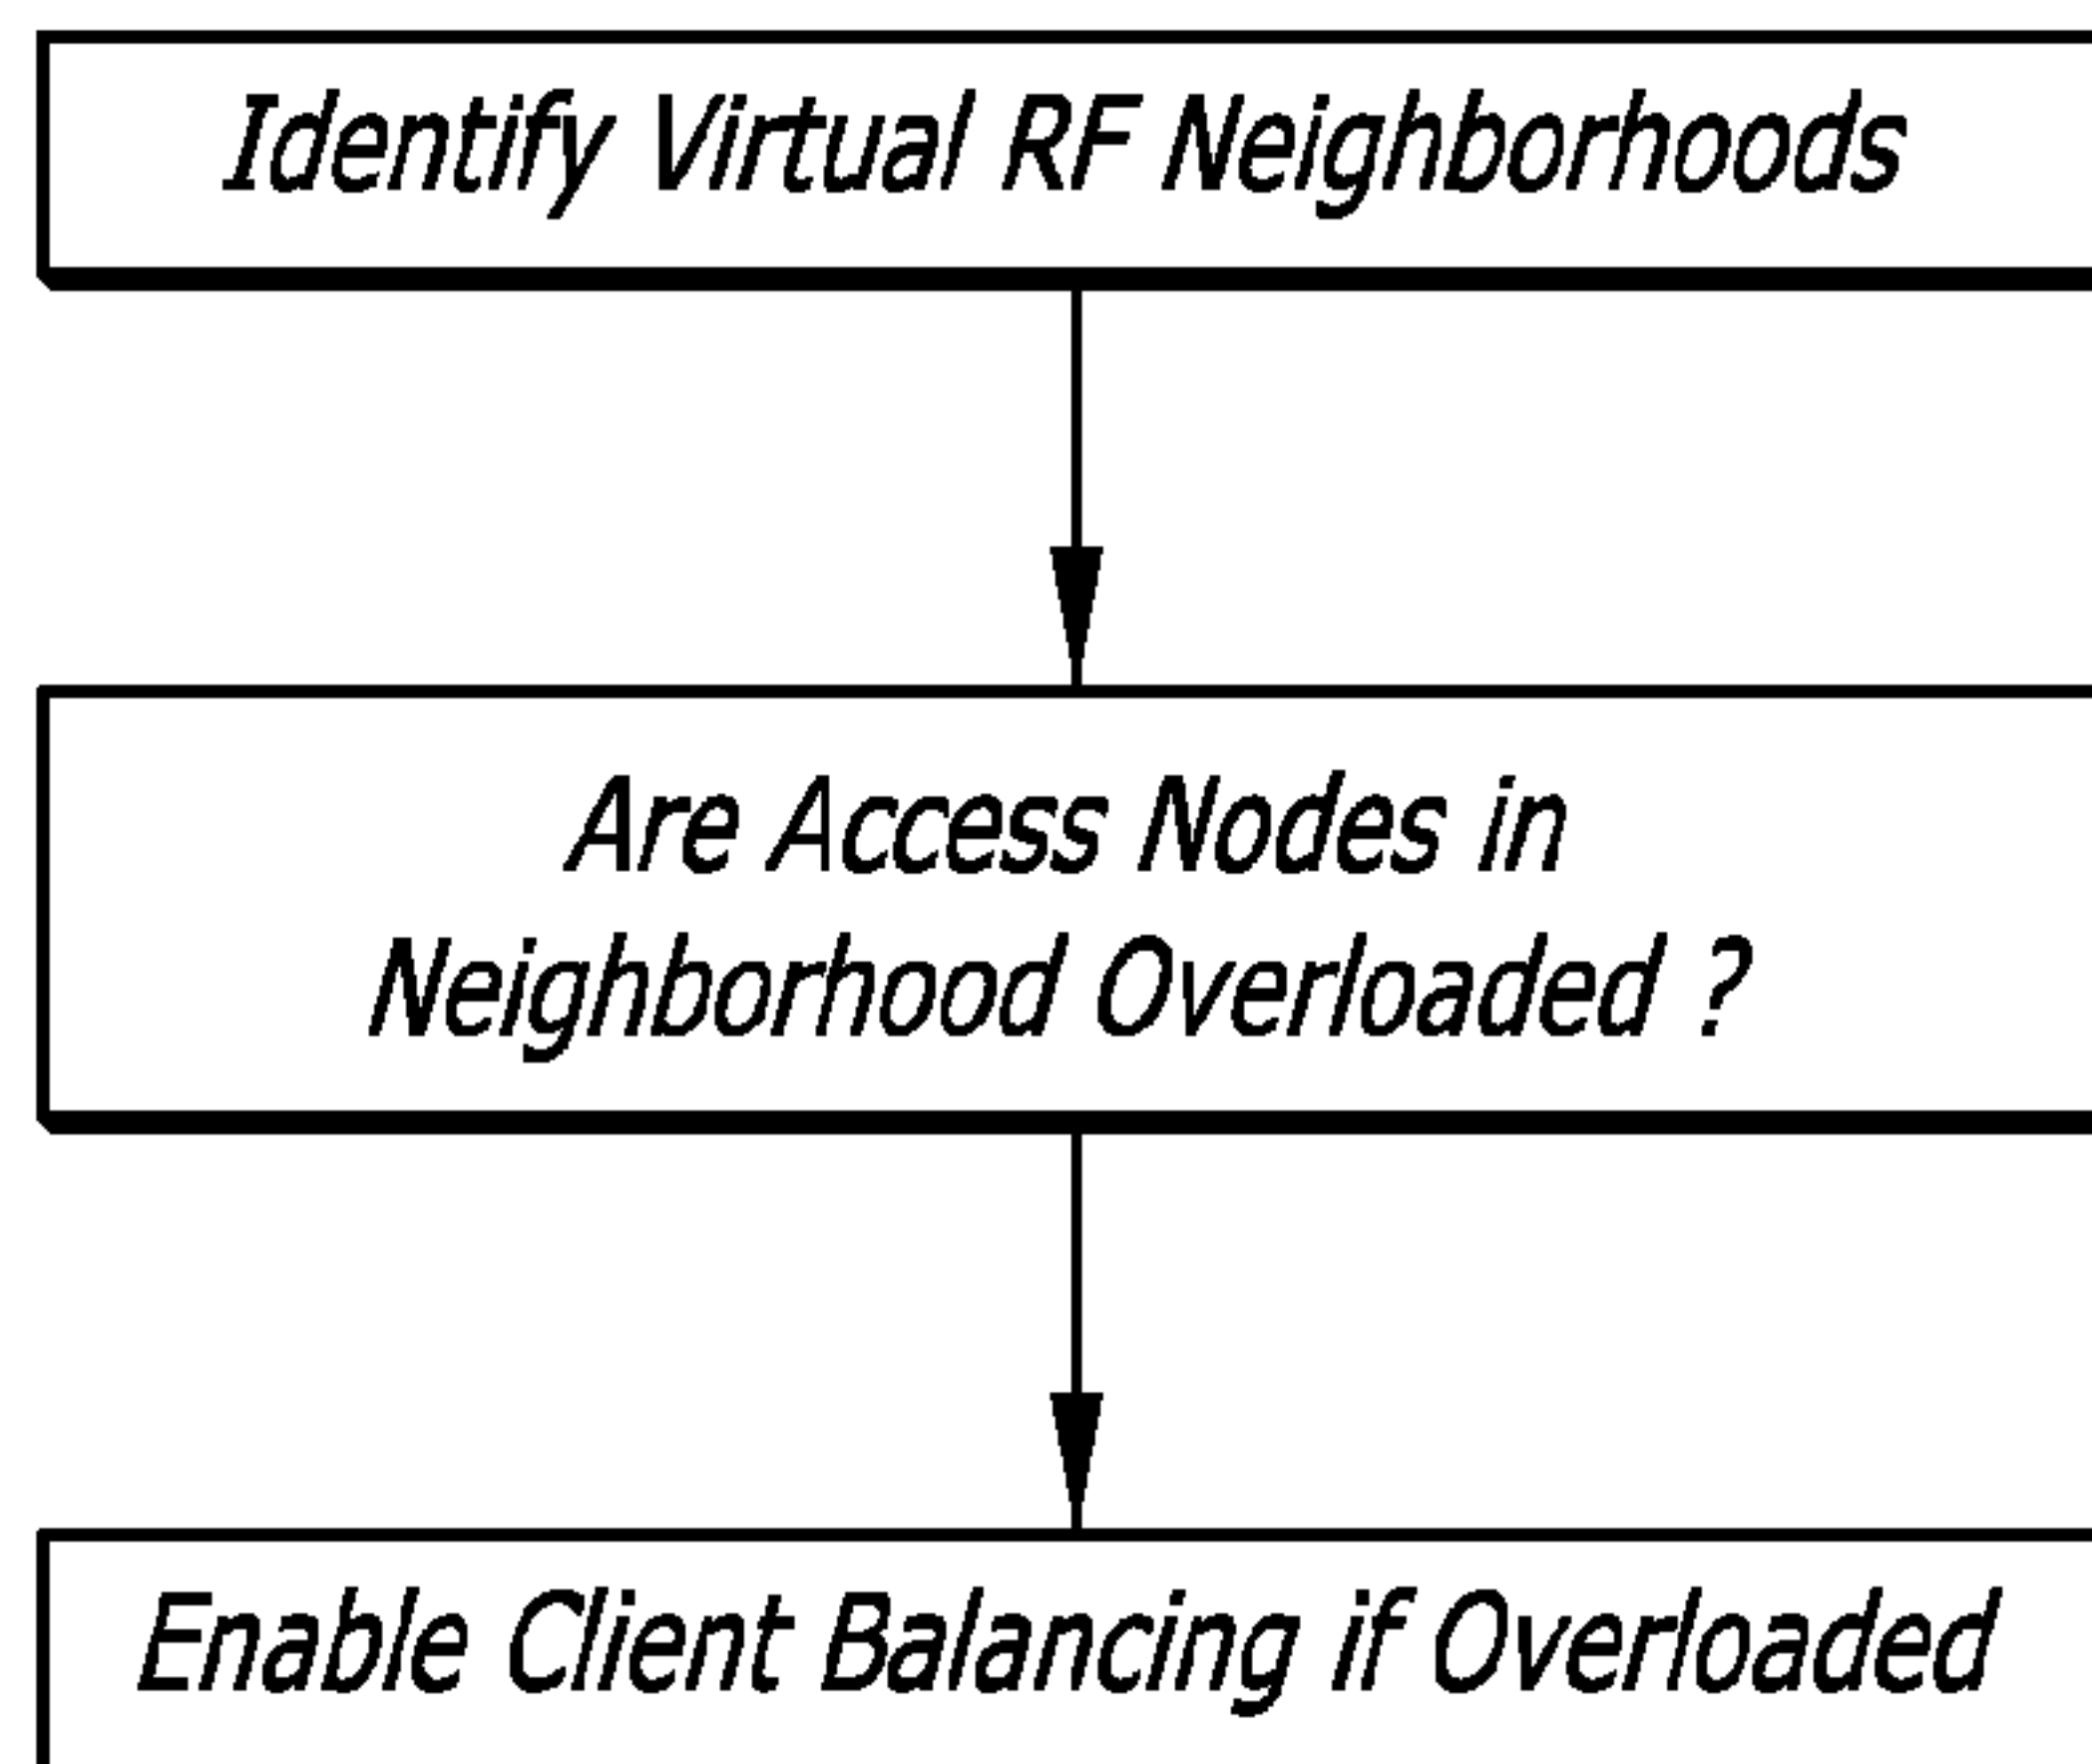 Identify Virtual RF Neighborhoods
Are Access Nodes in
Neighborhood Overloaded ?
Enable Client Balancing if Overloaded